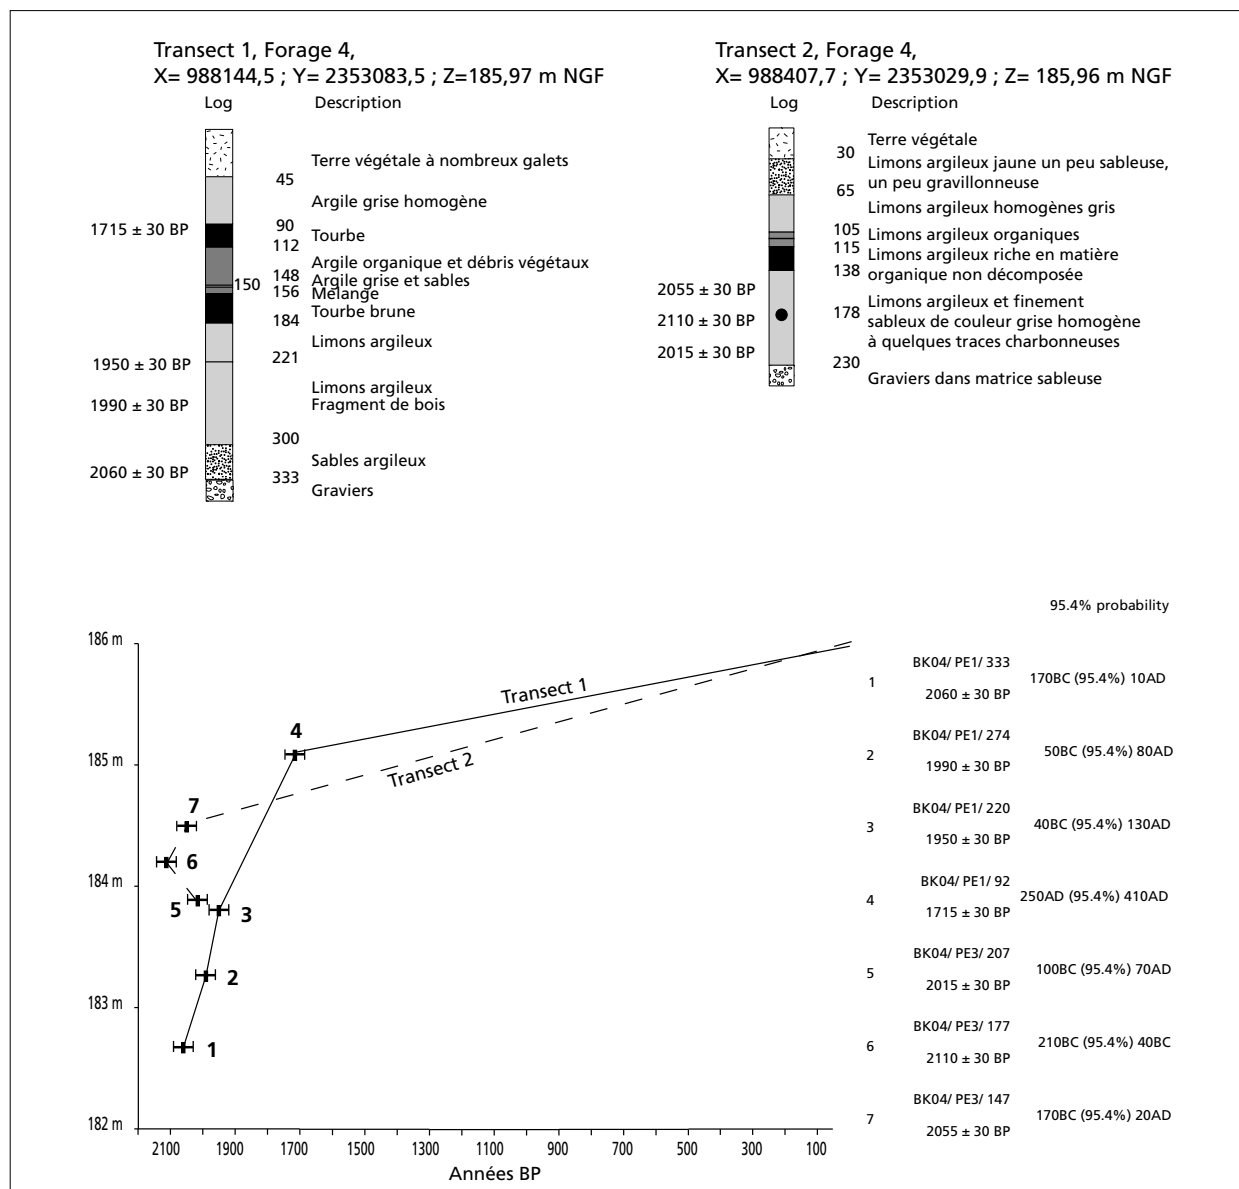 Transect 1, Forage 4,
X= 988144,5 ; Y= 2353083,5 ; Z=185,97 m NGF
Log Description
Terre végétale à nombreux galets
45
Argile grise homogène
90
1715 ± 30 BP
Tourbe
112
Argile organique et débris végétaux
148
Argile grise et sables
150
156
Mélange
Tourbe brune
184
Limons argileux
221
1950 ± 30 BP
Limons argileux
Fragment de bois
1990 ± 30 BP
300
Sables argileux
2060 ± 30 BP
333
Graviers
Transect 2, Forage 4,
X= 988407,7 ; Y= 2353029,9 ; Z= 185,96 m NGF
Log Description
Terre végétale
30
Limons argileux jaune un peu sableuse,
un peu gravillonneuse
65
Limons argileux homogènes gris
105
Limons argileux organiques
115
Limons argileux riche en matière
organique non décomposée
138
2055 ± 30 BP
Limons argileux et finement
sableux de couleur grise homogène
à quelques traces charbonneuses
178
2110 ± 30 BP
2015 ± 30 BP
230
Graviers dans matrice sableuse
186 m
185 m
184 m
183 m
182 m
Transect 1
Transect 2
4
7
6
5
3
2
1
2100 1900 1700 1500 1300 1100 900 700 500 300 100
Années BP
95.4% probability
BK04/ PE1/ 333
1 170BC (95.4%) 10AD
2060 ± 30 BP
BK04/ PE1/ 274
2 50BC (95.4%) 80AD
1990 ± 30 BP
BK04/ PE1/ 220
3 40BC (95.4%) 130AD
1950 ± 30 BP
BK04/ PE1/ 92
4 250AD (95.4%) 410AD
1715 ± 30 BP
BK04/ PE3/ 207
5 100BC (95.4%) 70AD
2015 ± 30 BP
BK04/ PE3/ 177
6 210BC (95.4%) 40BC
2110 ± 30 BP
BK04/ PE3/ 147
7 170BC (95.4%) 20AD
2055 ± 30 BP